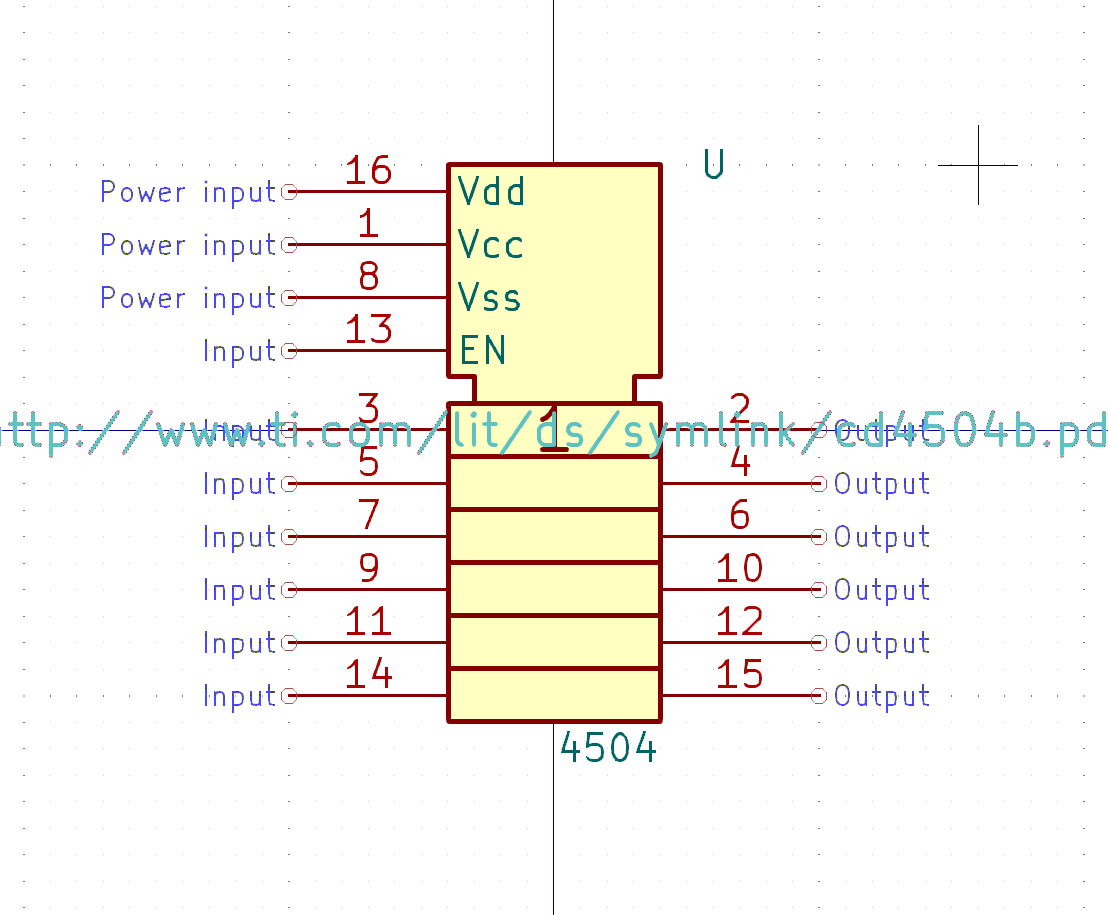 U
Power input 16 Vdd
Power input 1 Vcc
Power input 8 Vss
Input 13 EN
Input 3 1 2 Output
ttp://www.ti.com/lit/ds/symlink/cd4504b.pd
Input 5 4 Output
Input 7 6 Output
Input 9 10 Output
Input 11 12 Output
Input 14 15 Output
4504